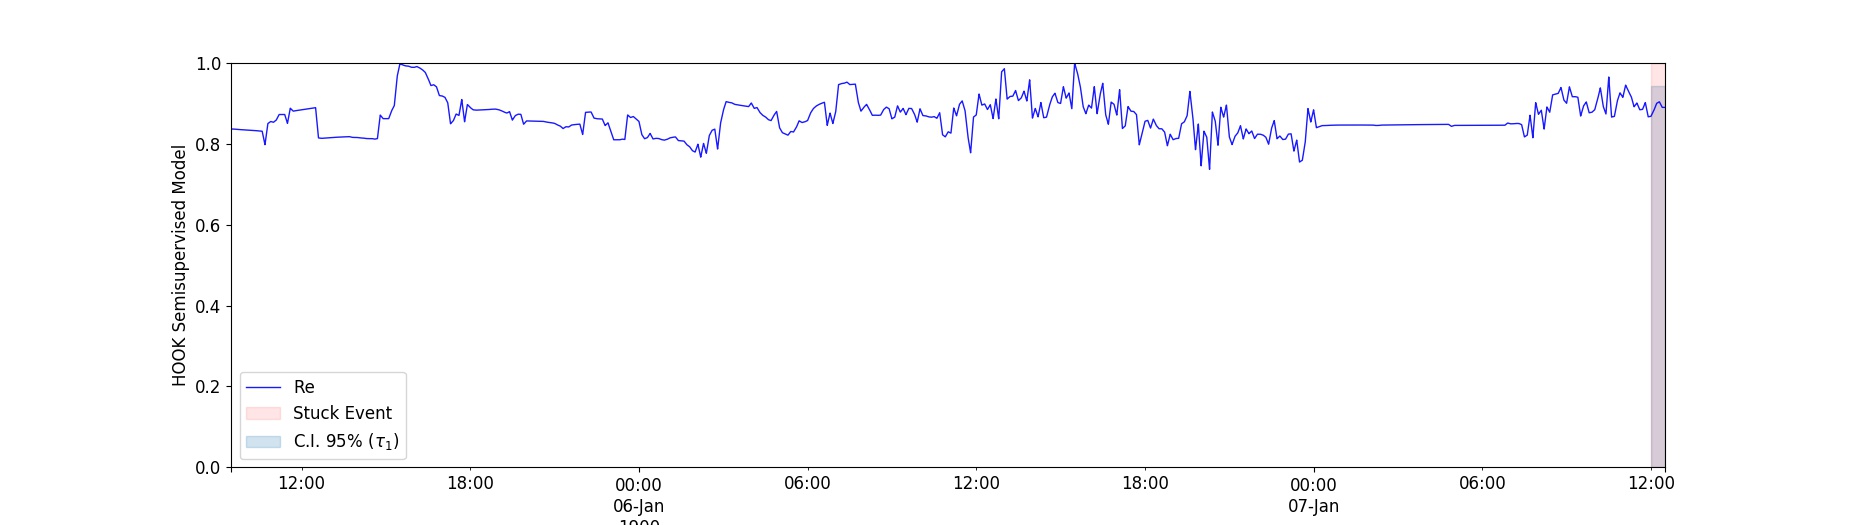 HOOK Semisupervised Model
1.0
0.8
0.6
0.4
0.2
0.0
Re
Stuck Event
C.I. 95% (τ₁)
12:00 18:00 00:00 06:00 12:00 18:00 00:00 06:00 12:00
06-Jan 07-Jan
1900